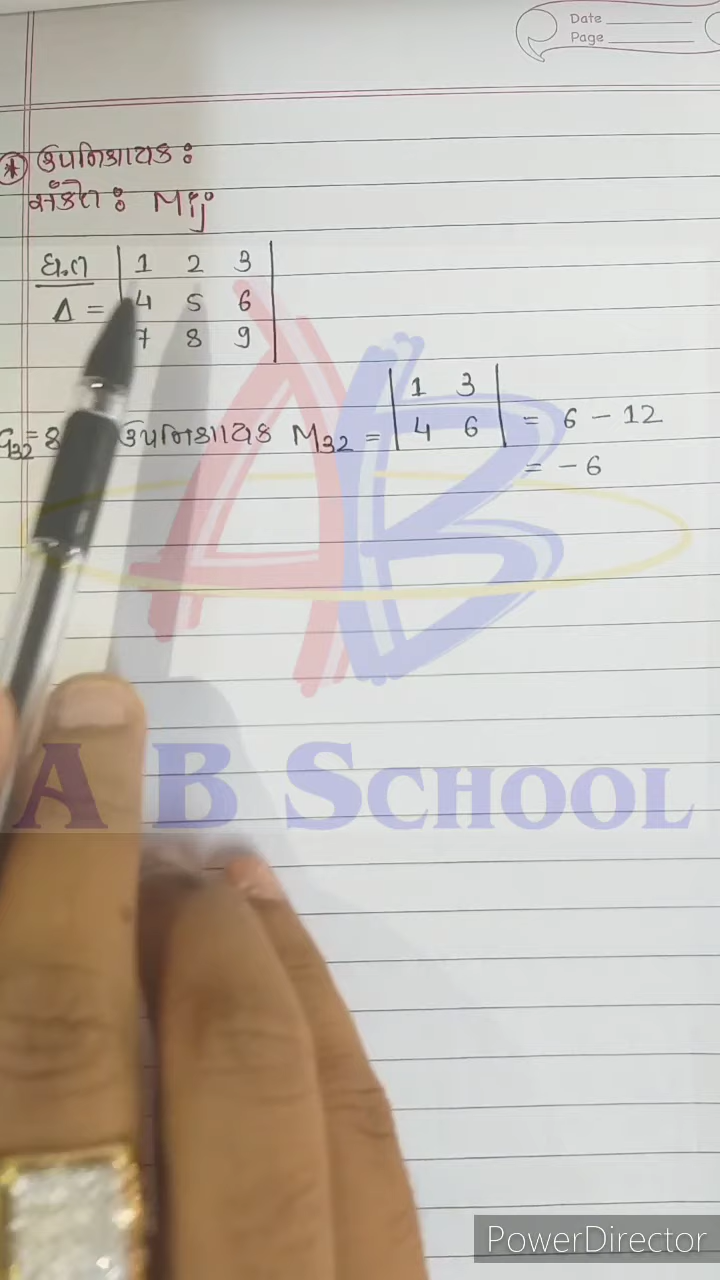 Date
Page
* ઉપનિશ્ચાયક :
સંકેત : Mij
દા.ત
Δ = | 1 2 3 |
| 4 5 6 |
| 7 8 9 |
| 1 3 |
32 = 8 ઉપનિશ્ચાયક M32 = | 4 6 | = 6 - 12
= - 6
AB
A B SCHOOL
PowerDirector